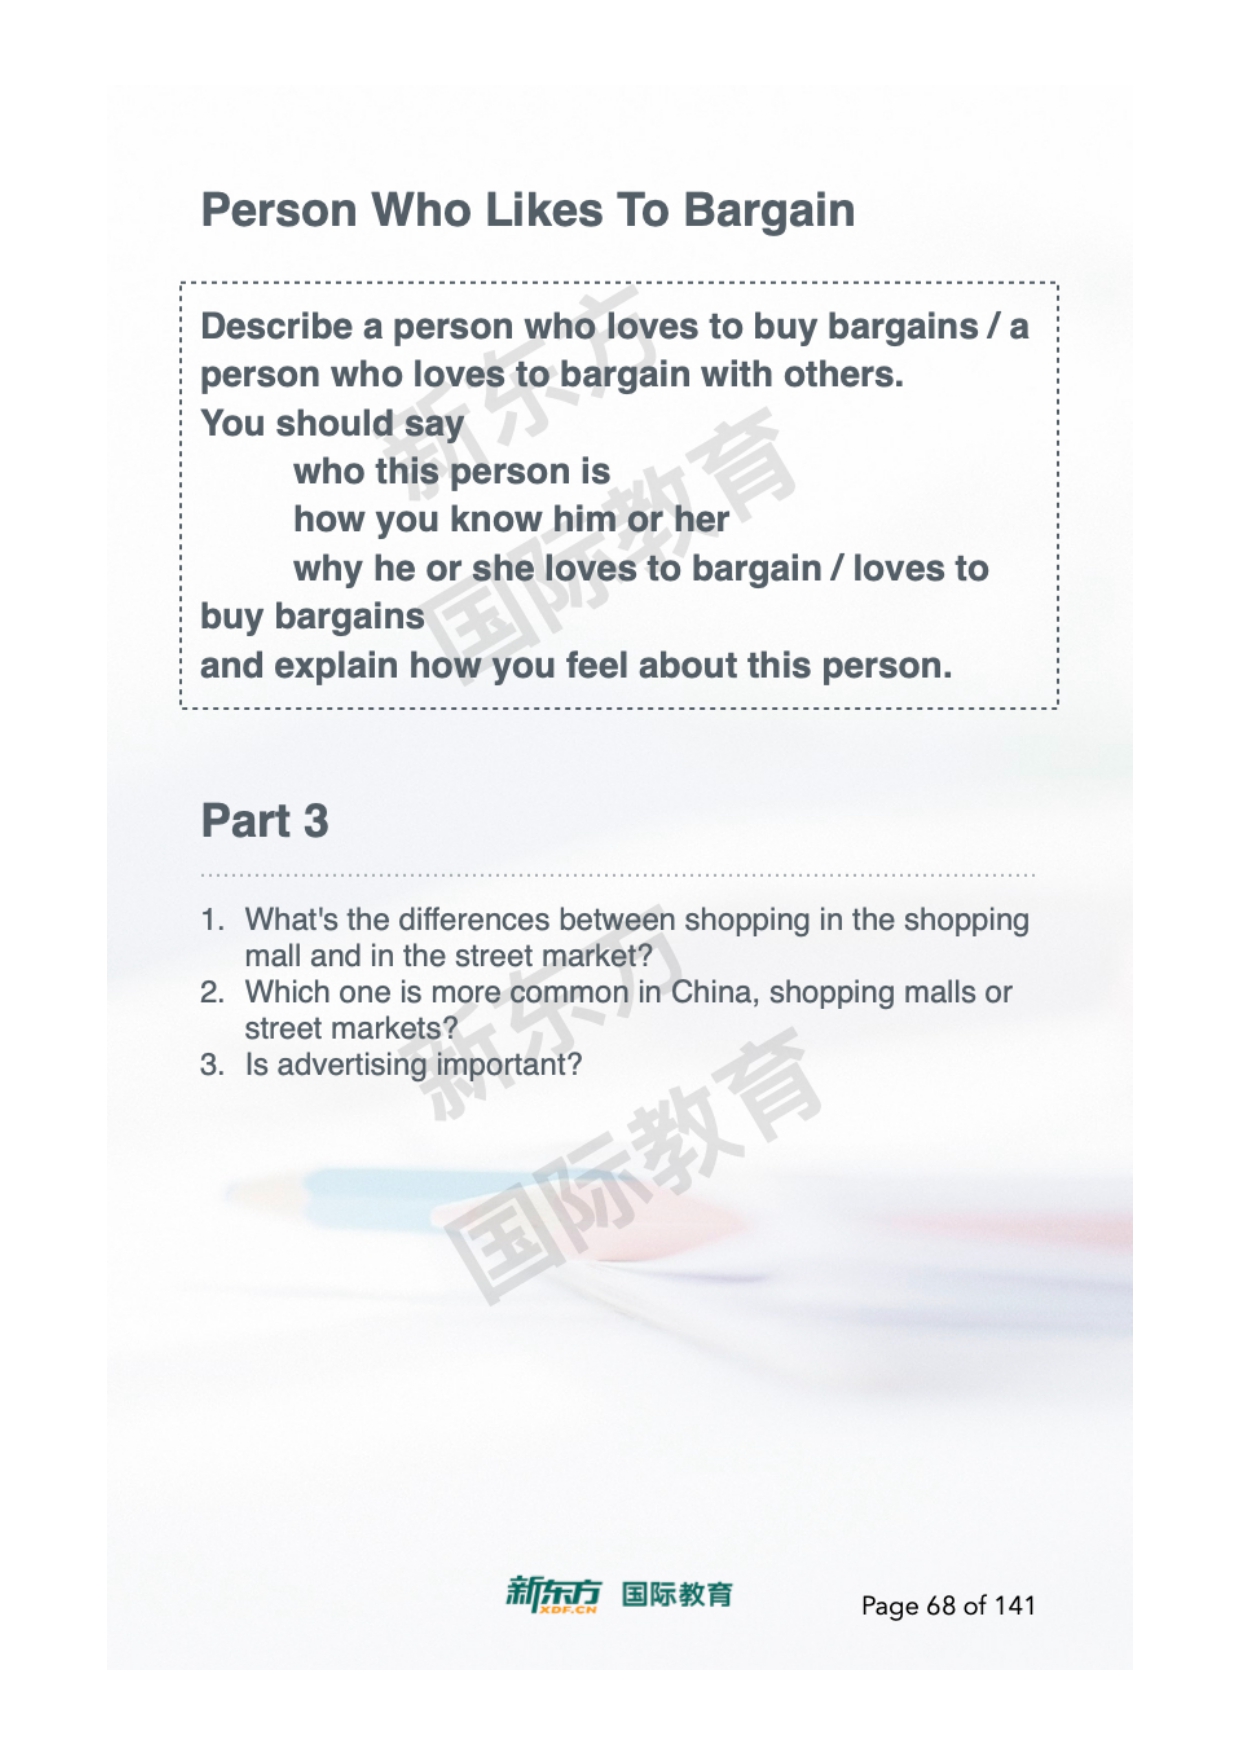 Person Who Likes To Bargain
Describe a person who loves to buy bargains / a
person who loves to bargain with others.
You should say
who this person is
how you know him or her
why he or she loves to bargain / loves to
buy bargains
and explain how you feel about this person.
新东方
国际教育
Part 3
1. What's the differences between shopping in the shopping
mall and in the street market?
2. Which one is more common in China, shopping malls or
street markets?
3. Is advertising important?
新东方
国际教育
新东方 国际教育
XDF.CN
Page 68 of 141